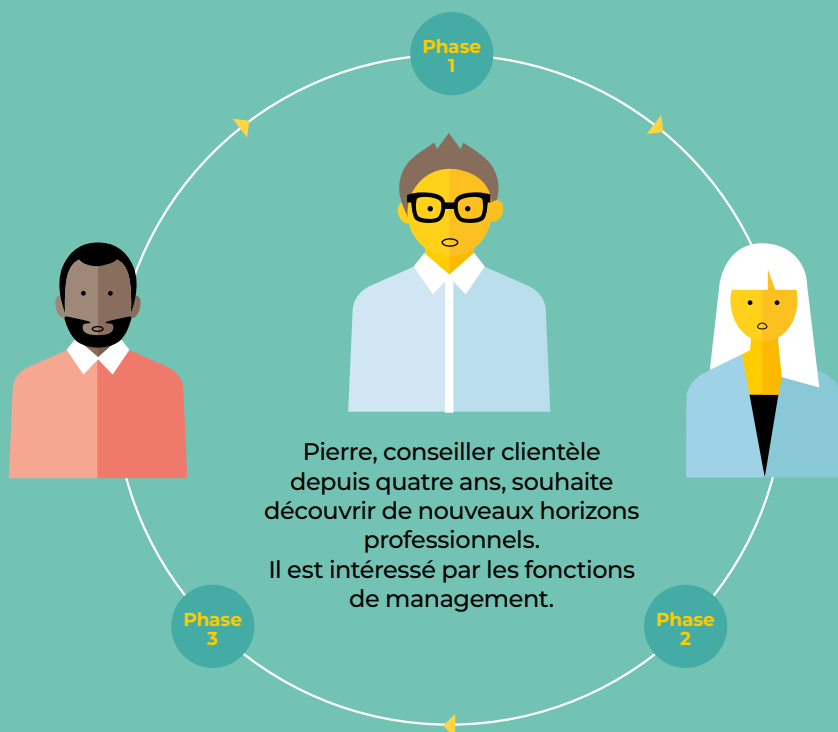 Phase
1
Pierre, conseiller clientèle
depuis quatre ans, souhaite
découvrir de nouveaux horizons
professionnels.
Il est intéressé par les fonctions
de management.
Phase
3
Phase
2